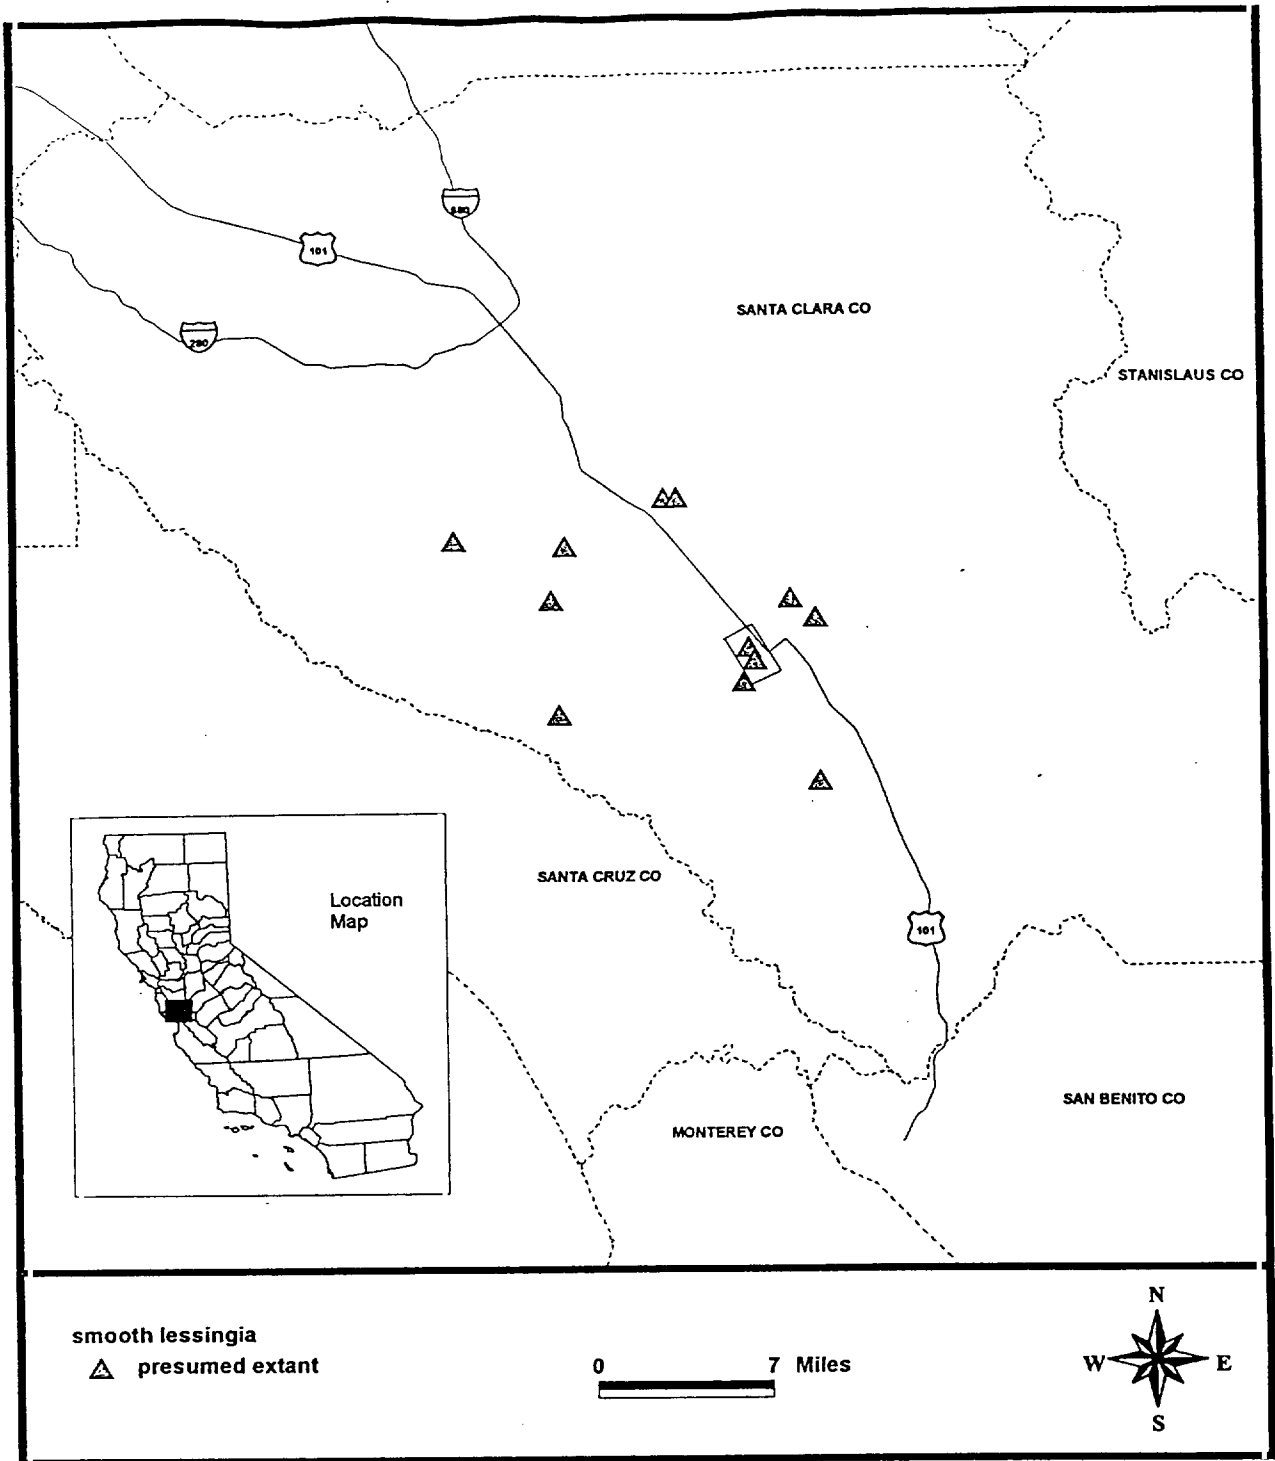 680
101
280
SANTA CLARA CO
STANISLAUS CO
SANTA CRUZ CO
Location
Map
101
SAN BENITO CO
MONTEREY CO
smooth lessingia
presumed extant
0 7 Miles
N
W E
S